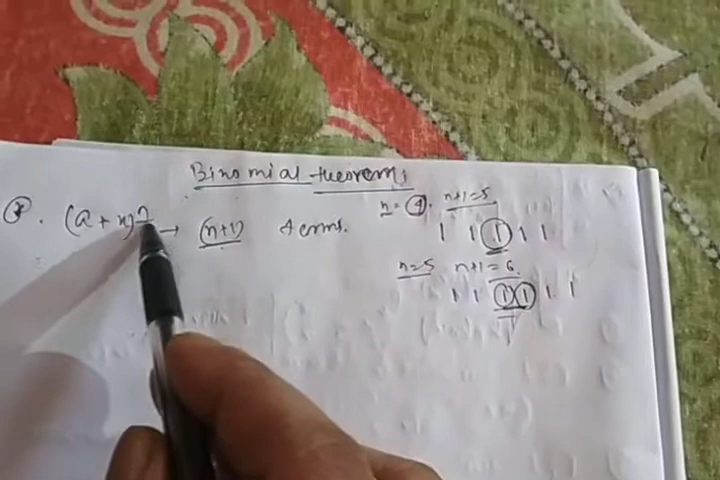 Binomial theorem
(a + x)^n → (n+1) terms.
n = 4. n+1 = 5
1 1 1 1 1
n=5 n+1 = 6
1 1 1 1 1 1